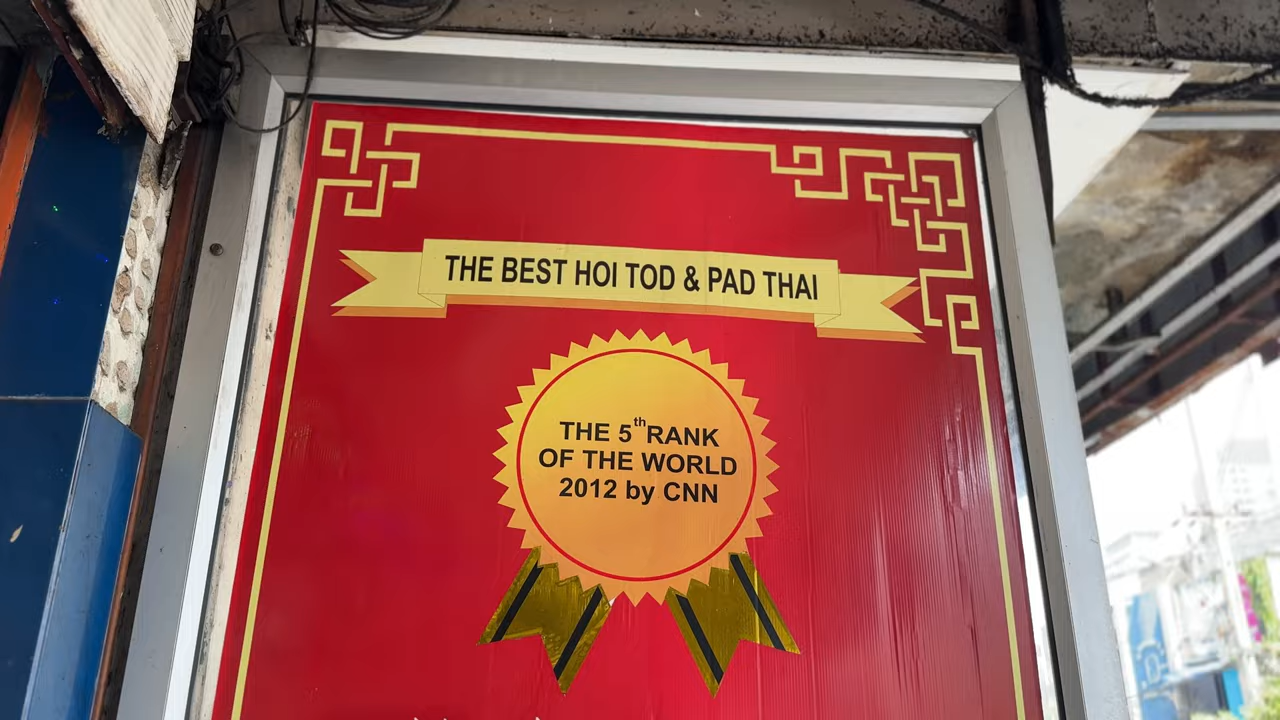 THE BEST HOI TOD & PAD THAI
THE 5th RANK
OF THE WORLD
2012 by CNN